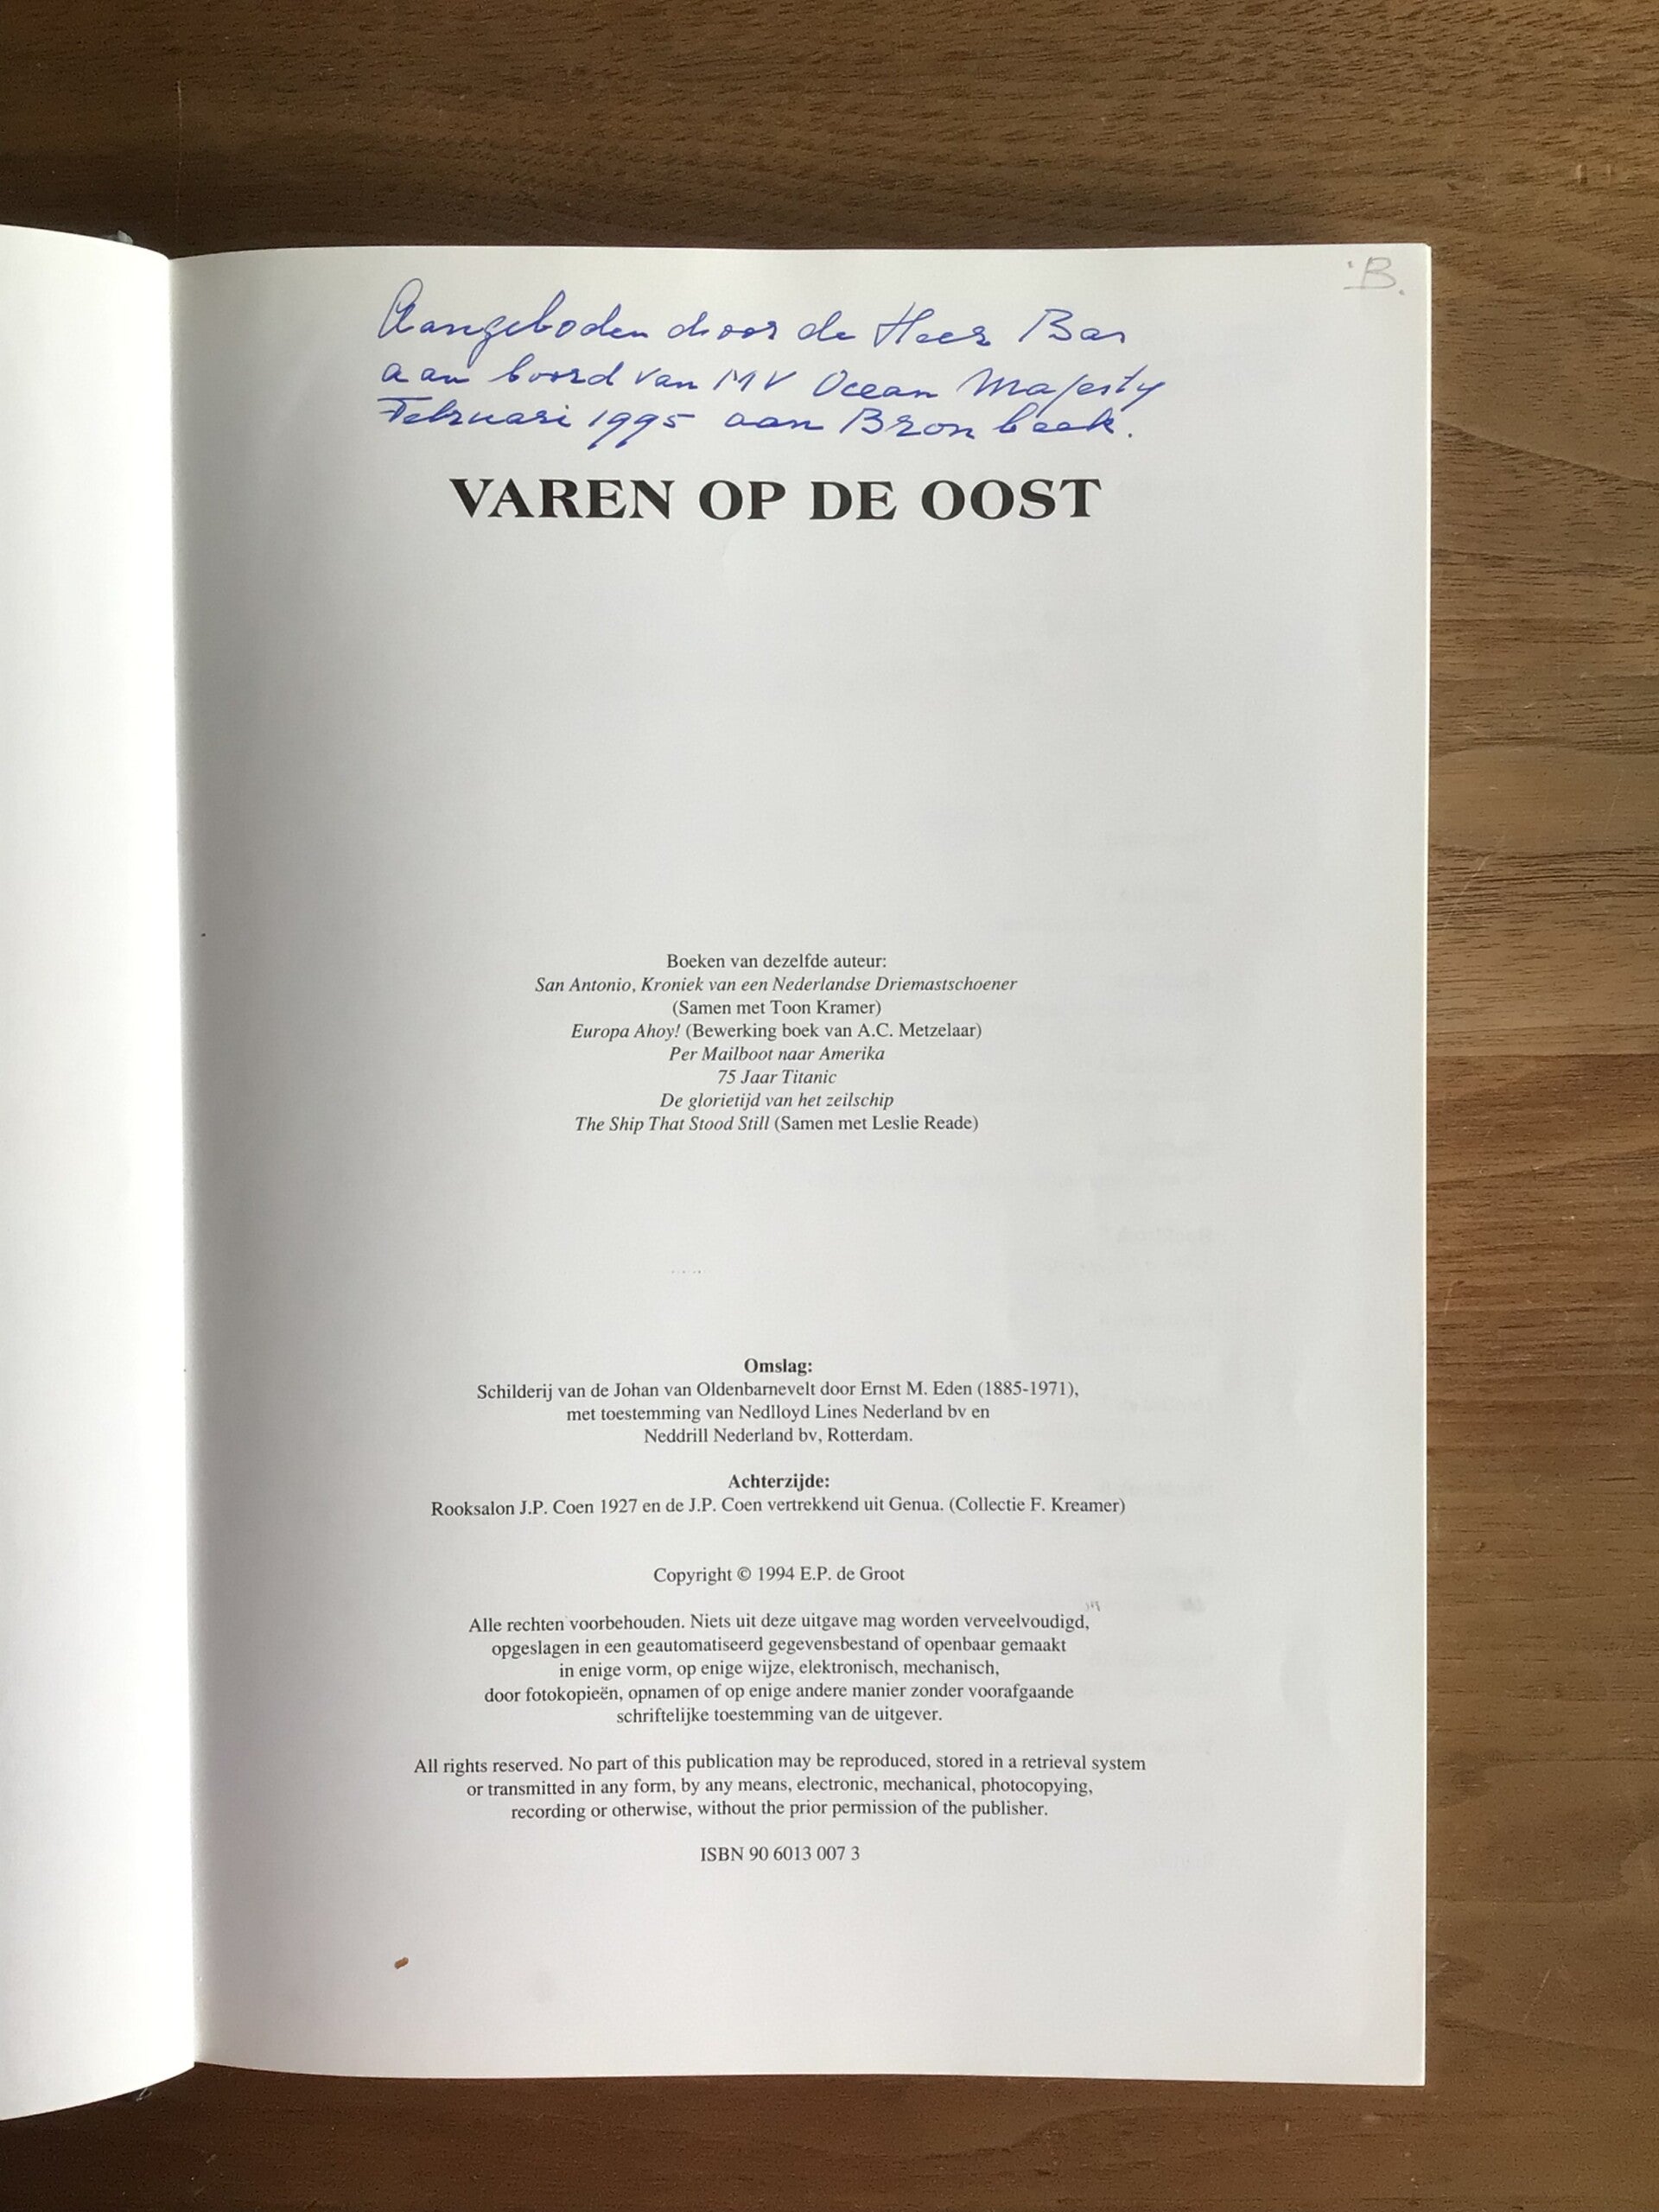 B.
Aangeboden door de Heer Bas
aan boord van MV Ocean Majesty
Februari 1995 aan Bronbeek.
VAREN OP DE OOST
Boeken van dezelfde auteur:
San Antonio, Kroniek van een Nederlandse Driemastschoener
(Samen met Toon Kramer)
Europa Ahoy! (Bewerking boek van A.C. Metzelaar)
Per Mailboot naar Amerika
75 Jaar Titanic
De glorietijd van het zeilschip
The Ship That Stood Still (Samen met Leslie Reade)
Omslag:
Schilderij van de Johan van Oldenbarnevelt door Ernst M. Eden (1885-1971),
met toestemming van Nedlloyd Lines Nederland bv en
Neddrill Nederland bv, Rotterdam.
Achterzijde:
Rooksalon J.P. Coen 1927 en de J.P. Coen vertrekkend uit Genua. (Collectie F. Kreamer)
Copyright © 1994 E.P. de Groot
Alle rechten voorbehouden. Niets uit deze uitgave mag worden verveelvoudigd,
opgeslagen in een geautomatiseerd gegevensbestand of openbaar gemaakt
in enige vorm, op enige wijze, elektronisch, mechanisch,
door fotokopieën, opnamen of op enige andere manier zonder voorafgaande
schriftelijke toestemming van de uitgever.
All rights reserved. No part of this publication may be reproduced, stored in a retrieval system
or transmitted in any form, by any means, electronic, mechanical, photocopying,
recording or otherwise, without the prior permission of the publisher.
ISBN 90 6013 007 3